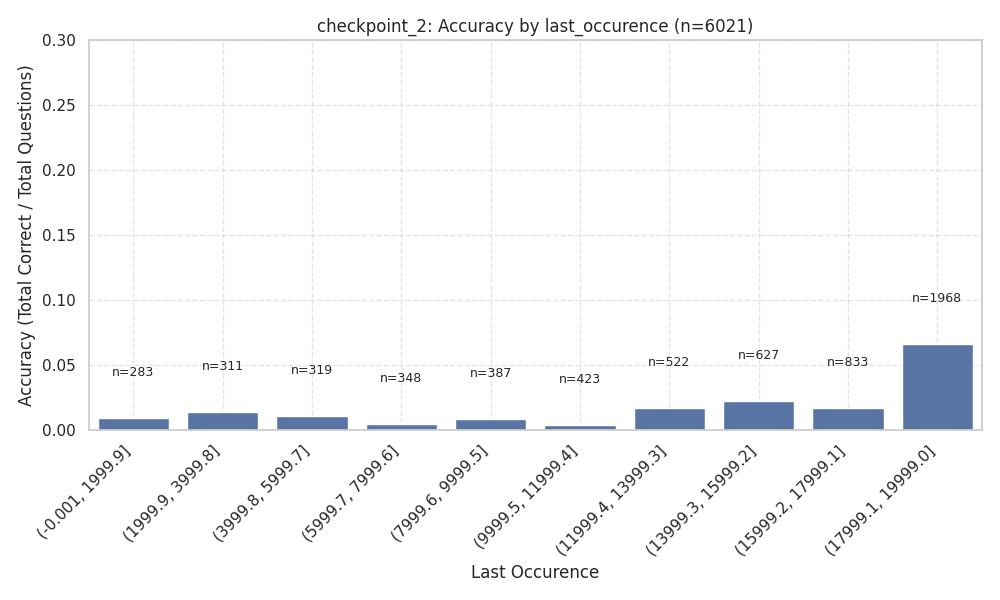 checkpoint_2: Accuracy by last_occurence (n=6021)
Accuracy (Total Correct / Total Questions)
0.30
0.25
0.20
0.15
0.10
0.05
0.00
n=283
n=311
n=319
n=348
n=387
n=423
n=522
n=627
n=833
n=1968
(-0.001, 1999.9]
(1999.9, 3999.8]
(3999.8, 5999.7]
(5999.7, 7999.6]
(7999.6, 9999.5]
(9999.5, 11999.4]
(11999.4, 13999.3]
(13999.3, 15999.2]
(15999.2, 17999.1]
(17999.1, 19999.0]
Last Occurence